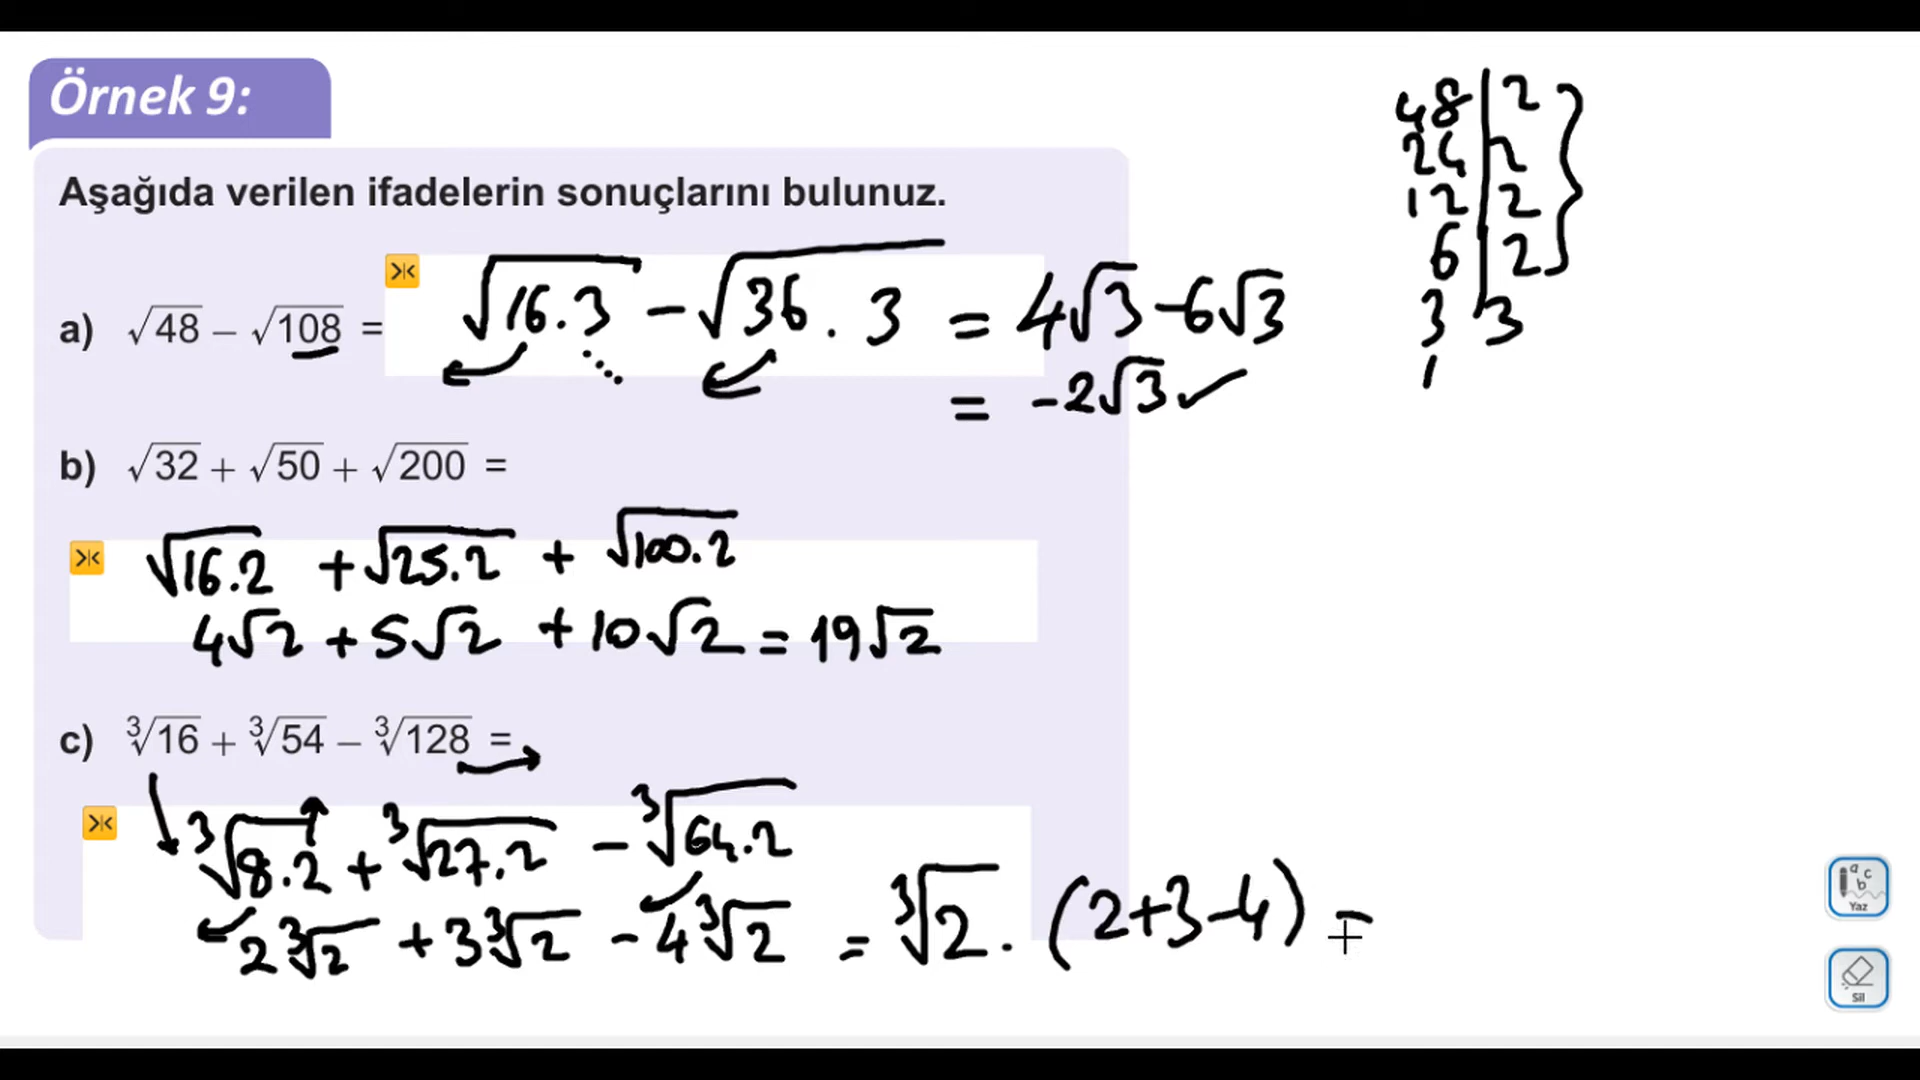 Örnek 9:
Aşağıda verilen ifadelerin sonuçlarını bulunuz.
a) √48 − √108 = √16.3 − √36.3 = 4√3 − 6√3
= -2√3 ✓
b) √32 + √50 + √200 =
√16.2 + √25.2 + √100.2
4√2 + 5√2 + 10√2 = 19√2
c) ∛16 + ∛54 − ∛128 =
∛8.2 + ∛27.2 − ∛64.2
2∛2 + 3∛2 − 4∛2 = ∛2 . (2+3−4) =
48 | 2
24 | 2
12 | 2
6 | 2
3 | 3
1
a b c
Yaz
Sil